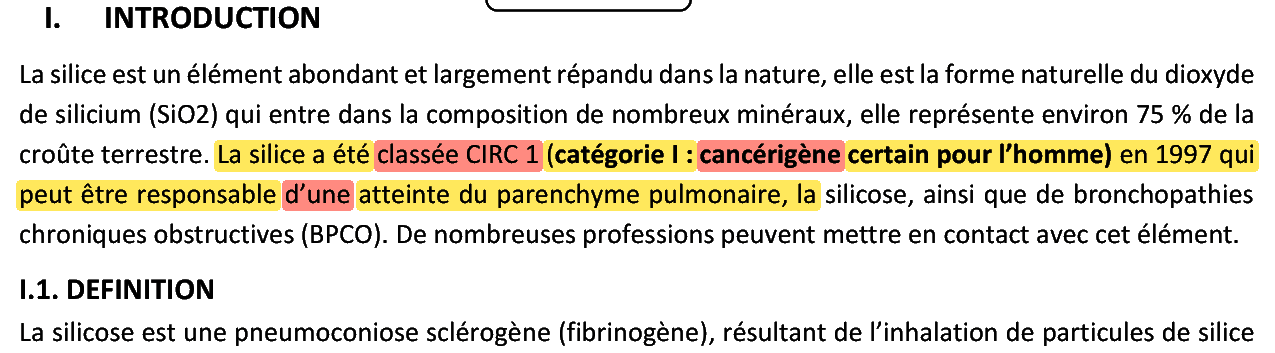 I. INTRODUCTION
La silice est un élément abondant et largement répandu dans la nature, elle est la forme naturelle du dioxyde
de silicium (SiO2) qui entre dans la composition de nombreux minéraux, elle représente environ 75 % de la
croûte terrestre. La silice a été classée CIRC 1 (catégorie I : cancérigène certain pour l’homme) en 1997 qui
peut être responsable d’une atteinte du parenchyme pulmonaire, la silicose, ainsi que de bronchopathies
chroniques obstructives (BPCO). De nombreuses professions peuvent mettre en contact avec cet élément.
I.1. DEFINITION
La silicose est une pneumoconiose sclérogène (fibrinogène), résultant de l’inhalation de particules de silice